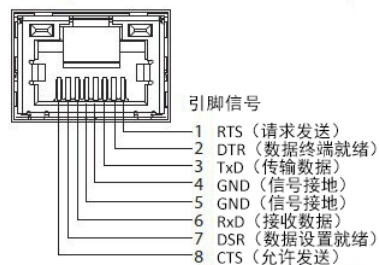 引脚信号
1 RTS（请求发送）
2 DTR（数据终端就绪）
3 TxD（传输数据）
4 GND（信号接地）
5 GND（信号接地）
6 RxD（接收数据）
7 DSR（数据设置就绪）
8 CTS（允许发送）